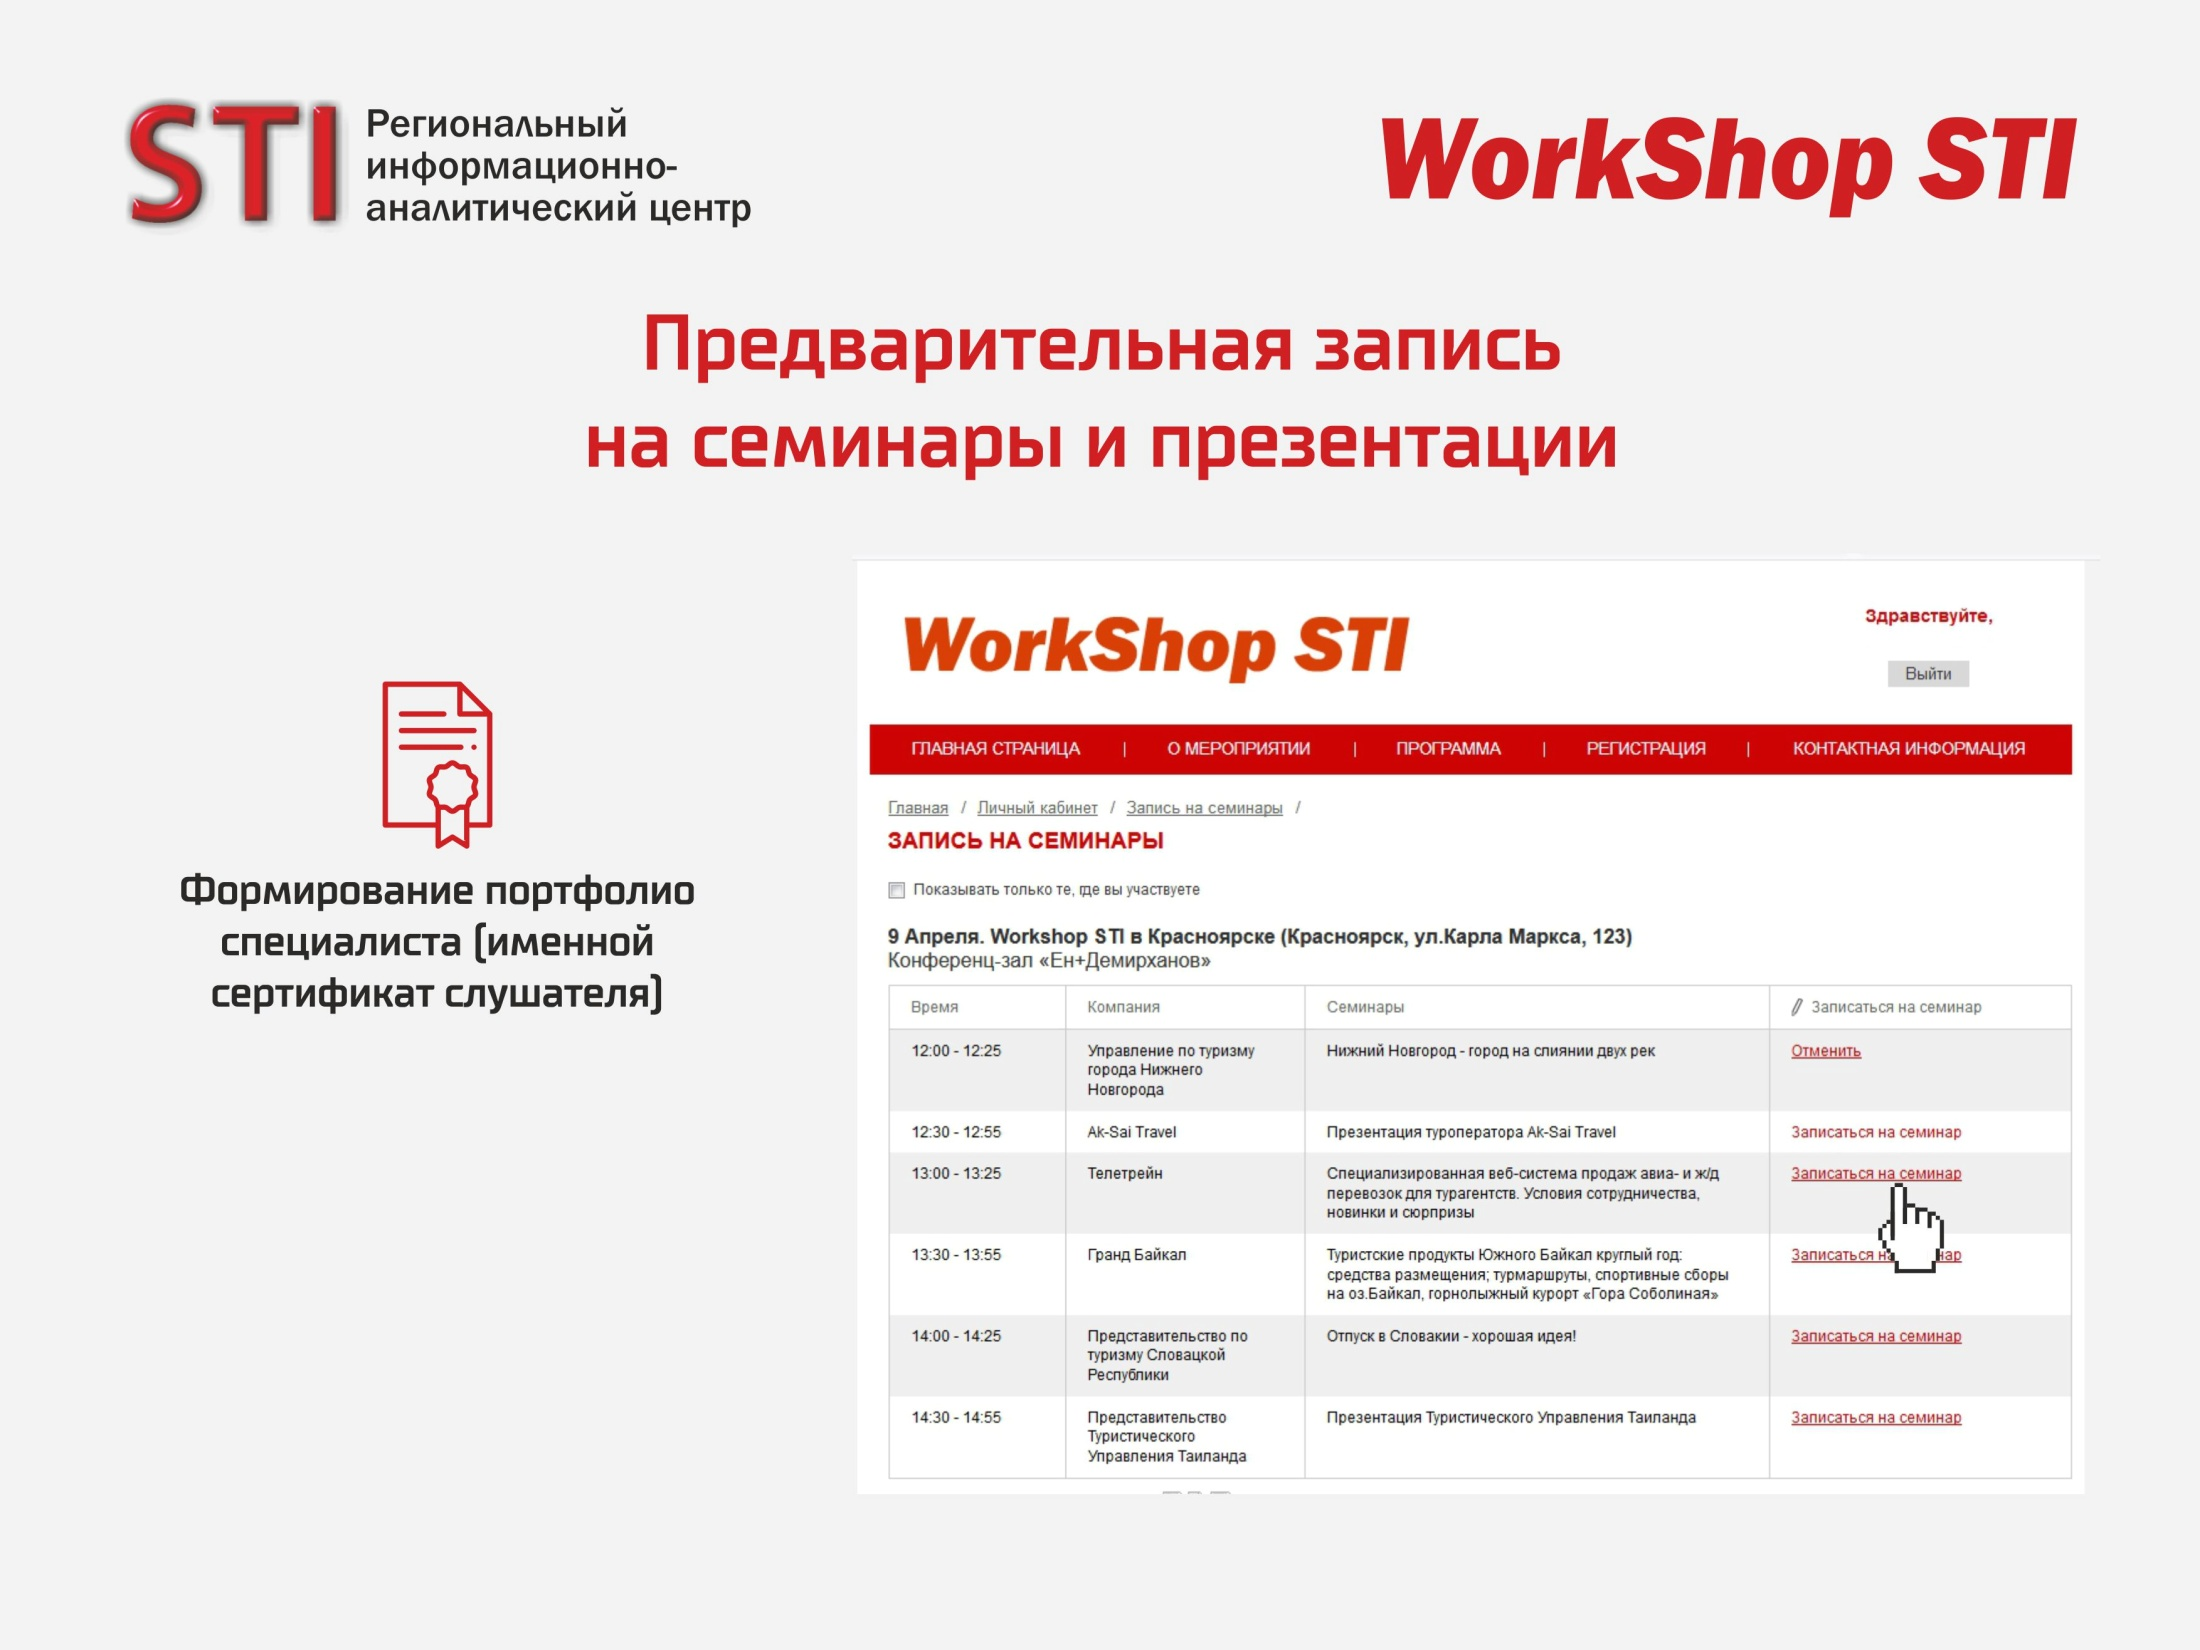 STI
Региональный
информационно-
аналитический центр
WorkShop STI
Предварительная запись
на семинары и презентации
Формирование портфолио
специалиста (именной
сертификат слушателя)
WorkShop STI
Здравствуйте,
Выйти
ГЛАВНАЯ СТРАНИЦА | О МЕРОПРИЯТИИ | ПРОГРАММА | РЕГИСТРАЦИЯ | КОНТАКТНАЯ ИНФОРМАЦИЯ
Главная / Личный кабинет / Запись на семинары /
ЗАПИСЬ НА СЕМИНАРЫ
Показывать только те, где вы участвуете
9 Апреля. Workshop STI в Красноярске (Красноярск, ул.Карла Маркса, 123)
Конференц-зал «Ен+Демирханов»
Время Компания Семинары Записаться на семинар
12:00 - 12:25
Управление по туризму
города Нижнего
Новгорода
Нижний Новгород - город на слиянии двух рек
Отменить
12:30 - 12:55
Ak-Sai Travel
Презентация туроператора Ak-Sai Travel
Записаться на семинар
13:00 - 13:25
Телетрейн
Специализированная веб-система продаж авиа- и ж/д
перевозок для турагентств. Условия сотрудничества,
новинки и сюрпризы
Записаться на семинар
13:30 - 13:55
Гранд Байкал
Туристские продукты Южного Байкал круглый год:
средства размещения; турмаршруты, спортивные сборы
на оз.Байкал, горнолыжный курорт «Гора Соболиная»
Записаться
14:00 - 14:25
Представительство по
туризму Словацкой
Республики
Отпуск в Словакии - хорошая идея!
Записаться на семинар
14:30 - 14:55
Представительство
Туристического
Управления Таиланда
Презентация Туристического Управления Таиланда
Записаться на семинар